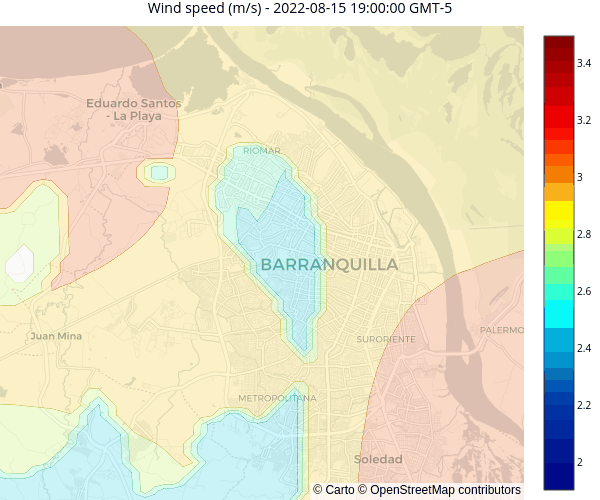 Wind speed (m/s) - 2022-08-15 19:00:00 GMT-5
3.4
Eduardo Santos
- La Playa
3.2
RIOMAR
3
2.8
BARRANQUILLA
2.6
Juan Mina
PALERMO
SURORIENTE
2.4
METROPOLITANA
2.2
Soledad
2
© Carto © OpenStreetMap contributors